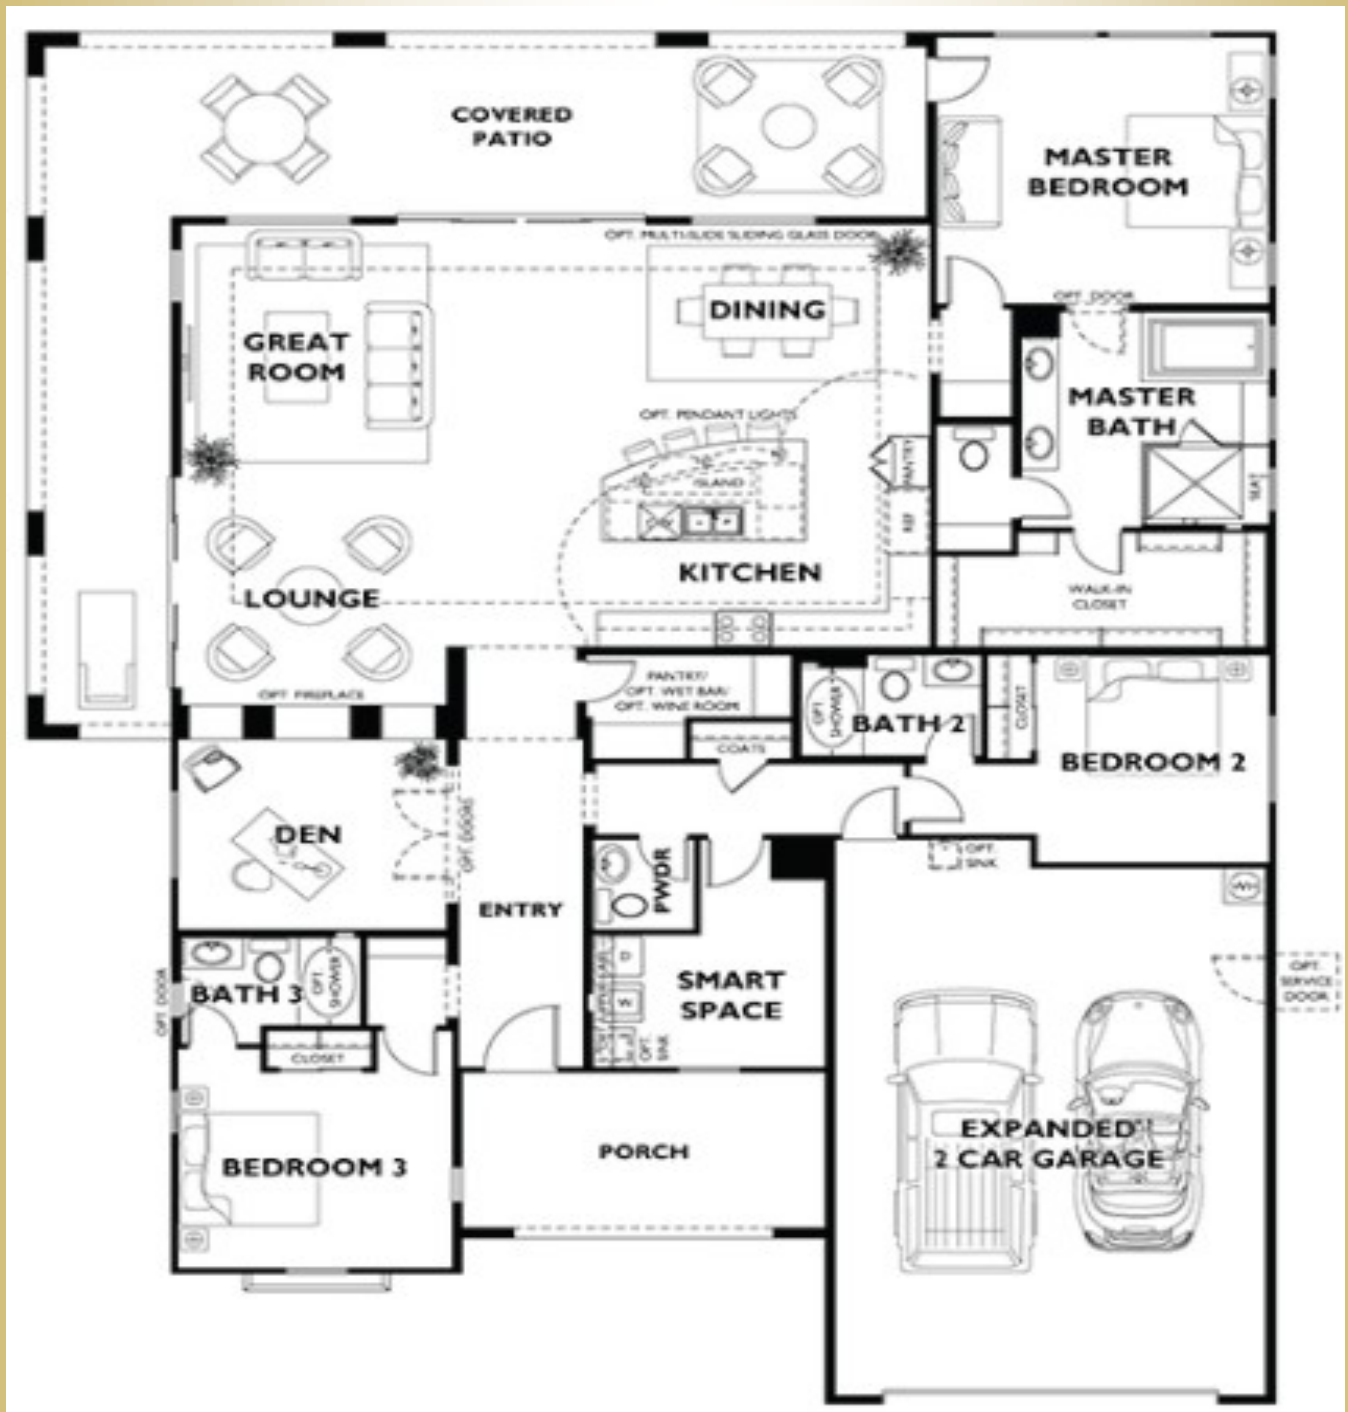 COVERED
PATIO
MASTER
BEDROOM
OPT. MULTI-SLIDE SLIDING GLASS DOOR
OPT. DOOR
GREAT
ROOM
DINING
MASTER
BATH
OPT. PENDANT LIGHTS
ISLAND
PANTRY
REF
SEAT
KITCHEN
LOUNGE
WALK-IN
CLOSET
OPT FIREPLACE
PANTRY/
OPT. WET BAR/
OPT. WINE ROOM
COATS
OPT
SHOWER
BATH 2
CLOSET
BEDROOM 2
DEN
OPT. DOORS
ENTRY
PWDR
OPT.
SINK
SMART
SPACE
D
W
OPT.
SINK
OPT. DOOR
BATH 3
OPT
SHOWER
CLOSET
OPT.
SERVICE
DOOR
BEDROOM 3
PORCH
EXPANDED
2 CAR GARAGE